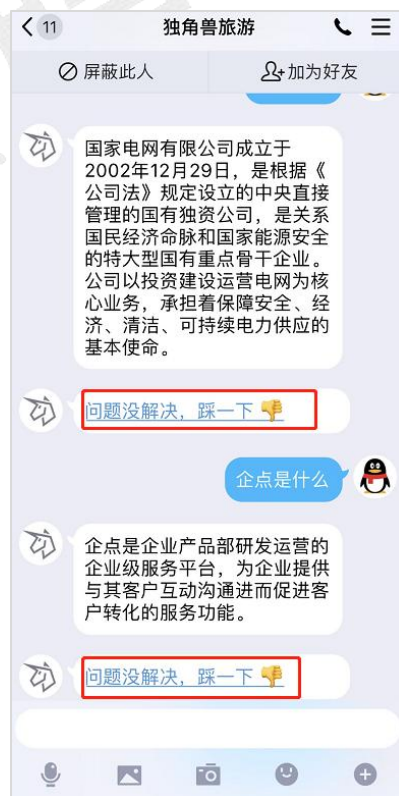 11
独角兽旅游
屏蔽此人
加为好友
国家电网有限公司成立于
2002年12月29日，是根据《
公司法》规定设立的中央直接
管理的国有独资公司，是关系
国民经济命脉和国家能源安全
的特大型国有重点骨干企业。
公司以投资建设运营电网为核
心业务，承担着保障安全、经
济、清洁、可持续电力供应的
基本使命。
问题没解决，踩一下 👎
企点是什么
企点是企业产品部研发运营的
企业级服务平台，为企业提供
与其客户互动沟通进而促进客
户转化的服务功能。
问题没解决，踩一下 👎